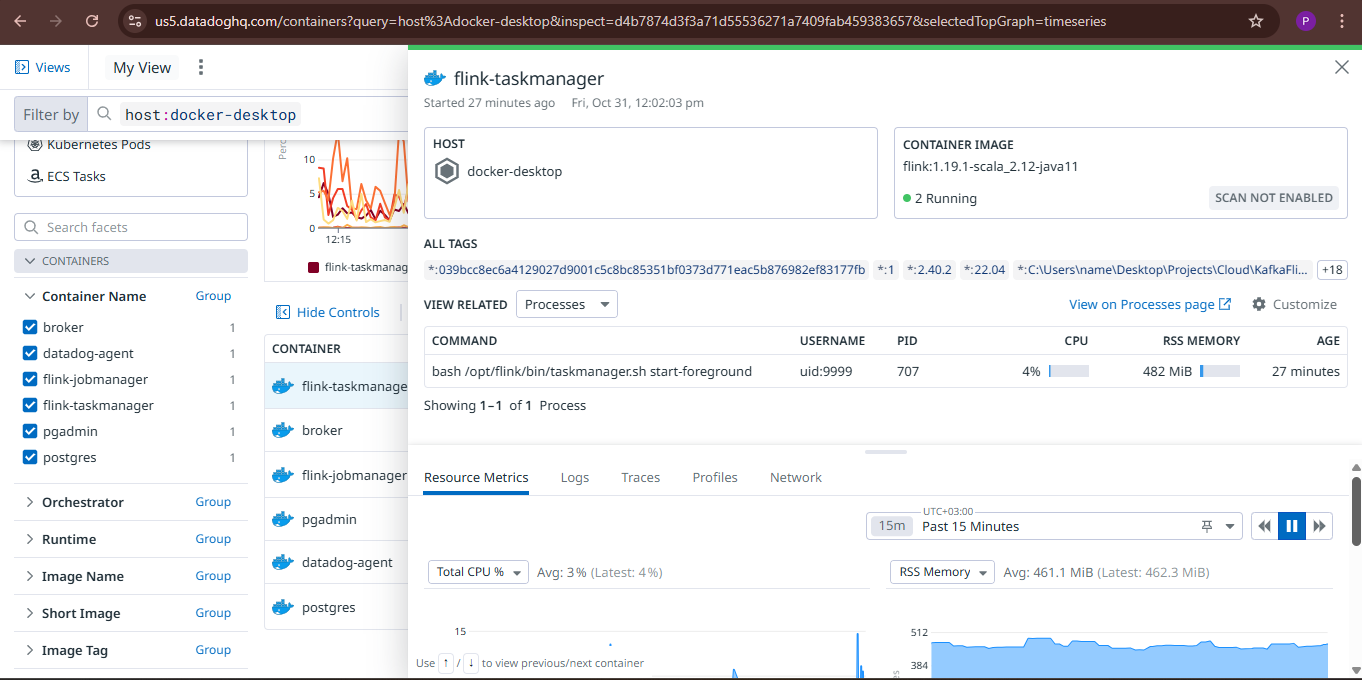 us5.datadoghq.com/containers?query=host%3Adocker-desktop&inspect=d4b7874d3f3a71d55536271a7409fab459383657&selectedTopGraph=timeseries
P
Views
My View
Filter by
host:docker-desktop
Kubernetes Pods
ECS Tasks
Search facets
CONTAINERS
Container Name Group
broker 1
datadog-agent 1
flink-jobmanager 1
flink-taskmanager 1
pgadmin 1
postgres 1
Orchestrator Group
Runtime Group
Image Name Group
Short Image Group
Image Tag Group
Perc
10
5
0
12:15
flink-taskmanag
Hide Controls
CONTAINER
flink-taskmanage
broker
flink-jobmanager
pgadmin
datadog-agent
postgres
flink-taskmanager
Started 27 minutes ago Fri, Oct 31, 12:02:03 pm
HOST
docker-desktop
CONTAINER IMAGE
flink:1.19.1-scala_2.12-java11
2 Running
SCAN NOT ENABLED
ALL TAGS
*:039bcc8ec6a4129027d9001c5c8bc85351bf0373d771eac5b876982ef83177fb *:1 *:2.40.2 *:22.04 *:C:\Users\name\Desktop\Projects\Cloud\KafkaFli... +18
VIEW RELATED Processes View on Processes page Customize
COMMAND USERNAME PID CPU RSS MEMORY AGE
bash /opt/flink/bin/taskmanager.sh start-foreground uid:9999 707 4% 482 MiB 27 minutes
Showing 1–1 of 1 Process
Resource Metrics Logs Traces Profiles Network
UTC+03:00
15m Past 15 Minutes
Total CPU % Avg: 3% (Latest: 4%)
15
Use ↑ / ↓ to view previous/next container
RSS Memory Avg: 461.1 MiB (Latest: 462.3 MiB)
512
384